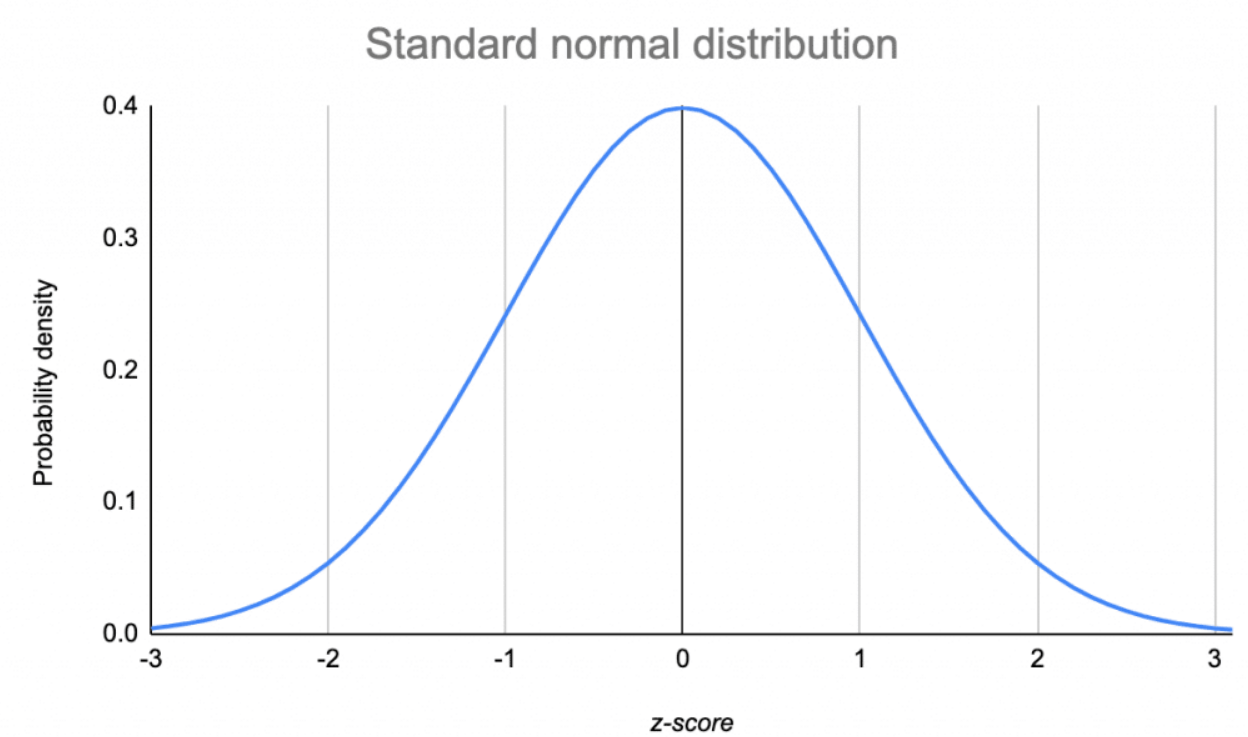 Standard normal distribution
0.4
0.3
0.2
0.1
0.0
Probability density
-3 -2 -1 0 1 2 3
z-score